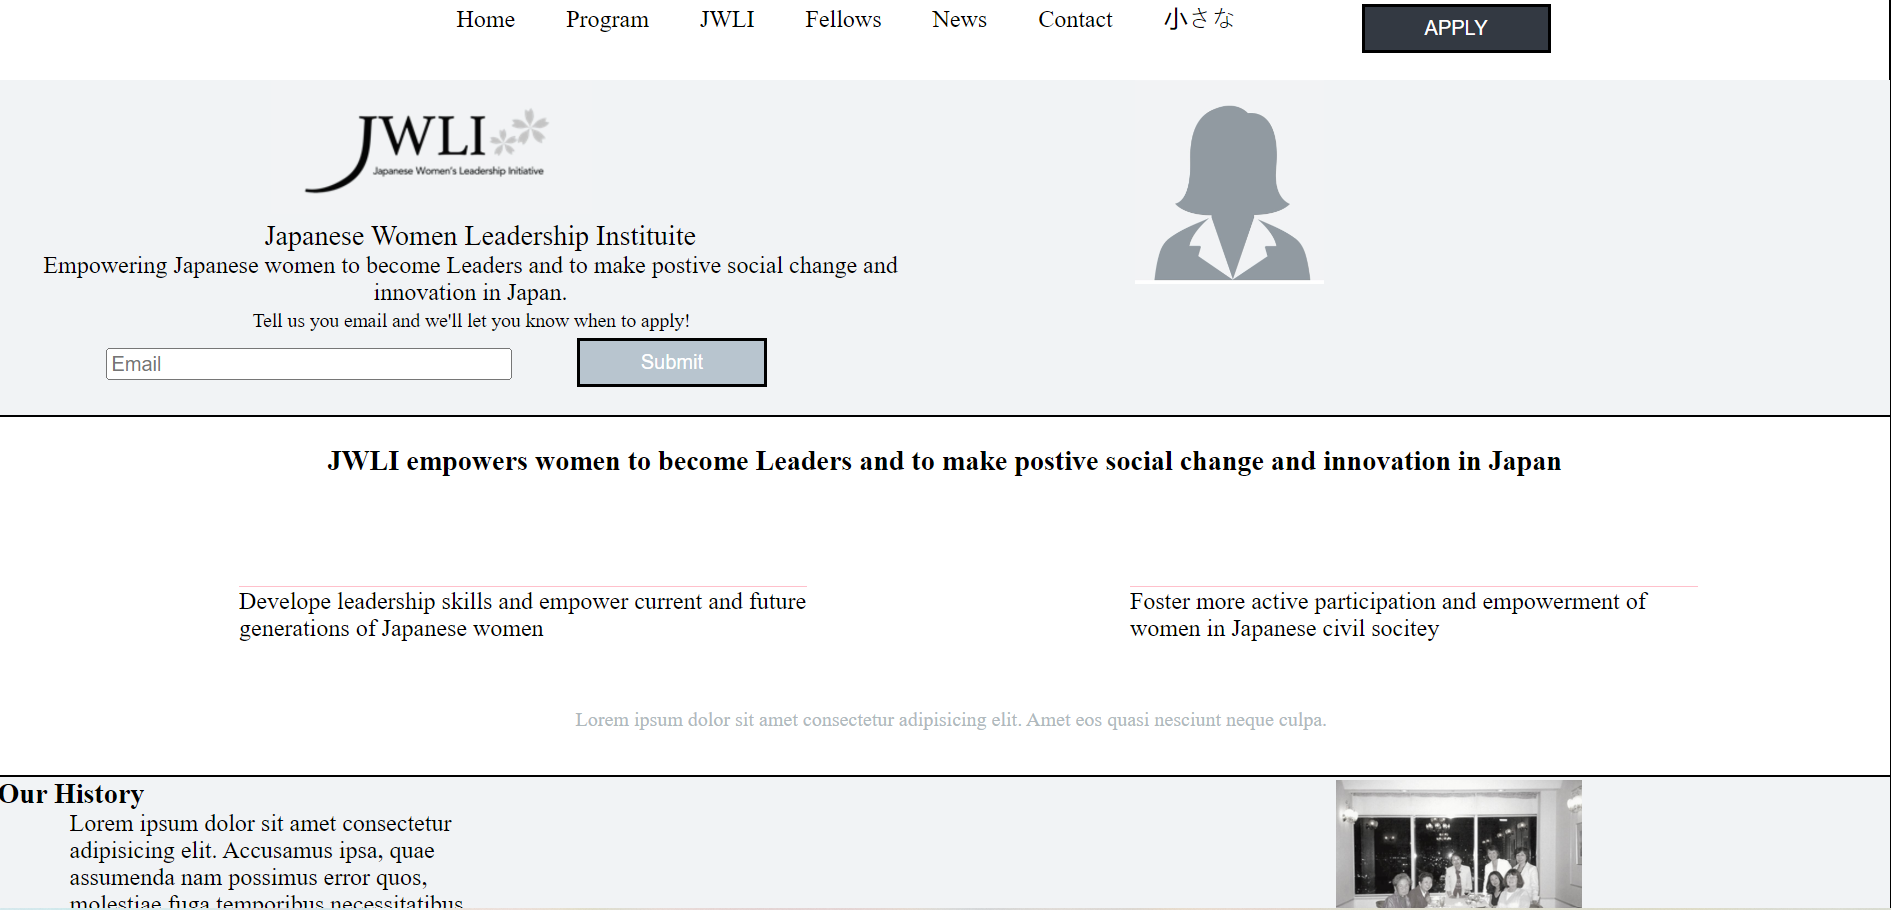 Home Program JWLI Fellows News Contact 小さな APPLY
JWLI
Japanese Women's Leadership Initiative
Japanese Women Leadership Instituite
Empowering Japanese women to become Leaders and to make postive social change and
innovation in Japan.
Tell us you email and we'll let you know when to apply!
Email Submit
JWLI empowers women to become Leaders and to make postive social change and innovation in Japan
Develope leadership skills and empower current and future
generations of Japanese women
Foster more active participation and empowerment of
women in Japanese civil socitey
Lorem ipsum dolor sit amet consectetur adipisicing elit. Amet eos quasi nesciunt neque culpa.
Our History
Lorem ipsum dolor sit amet consectetur
adipisicing elit. Accusamus ipsa, quae
assumenda nam possimus error quos,
molestiae fuga temporibus necessitatibus